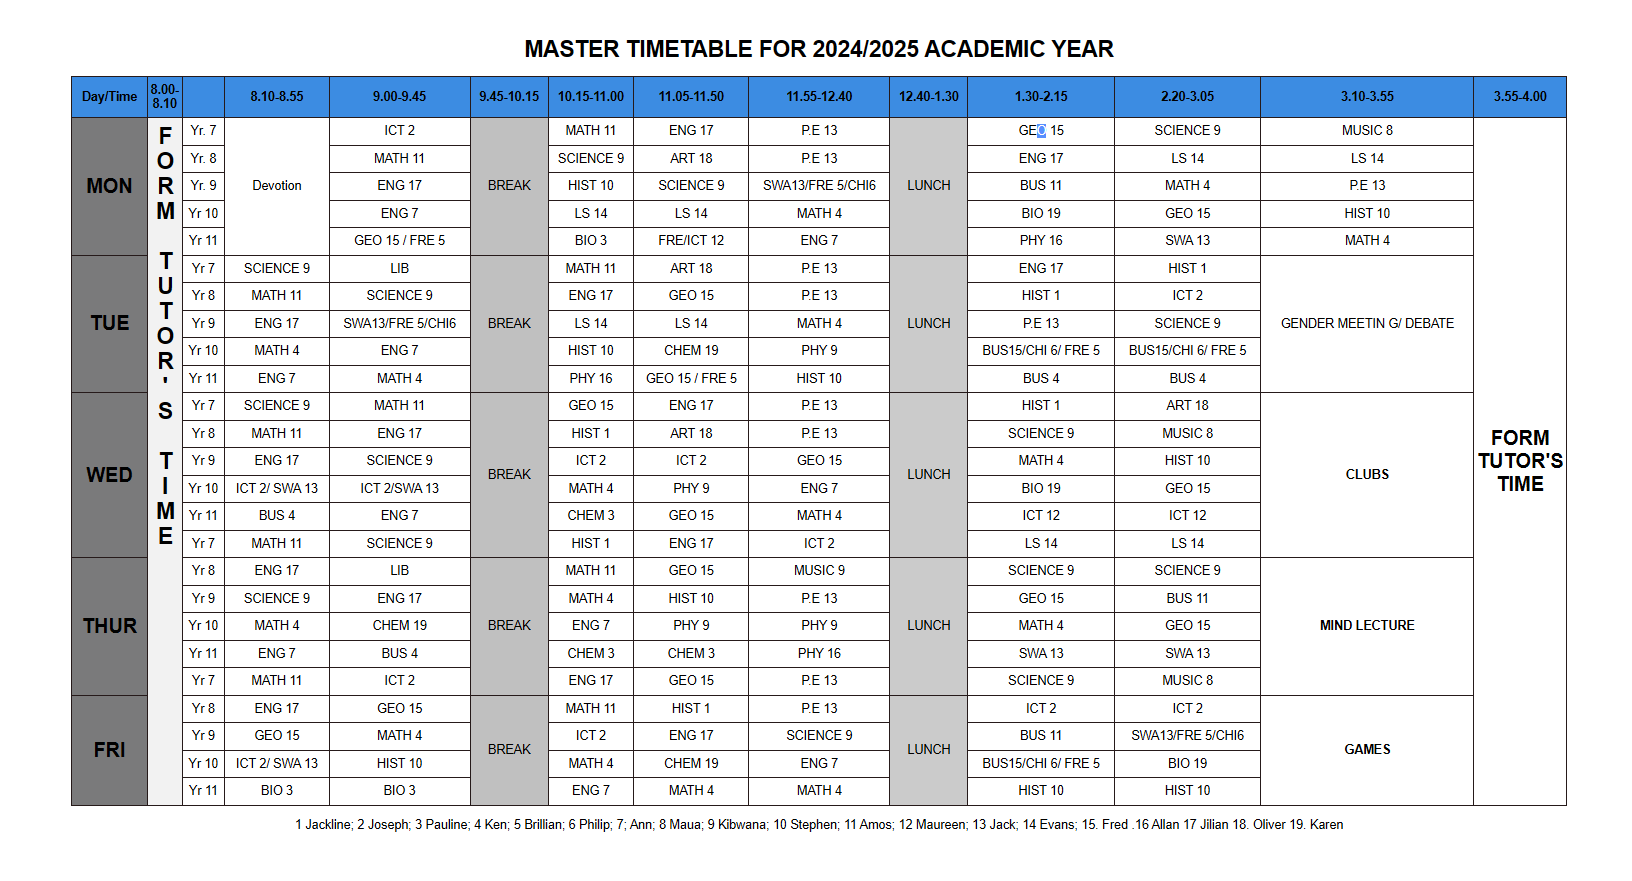 MASTER TIMETABLE FOR 2024/2025 ACADEMIC YEAR
Day/Time 8.00-8.10 8.10-8.55 9.00-9.45 9.45-10.15 10.15-11.00 11.05-11.50 11.55-12.40 12.40-1.30 1.30-2.15 2.20-3.05 3.10-3.55 3.55-4.00
FORM TUTOR'S TIME
MON
Yr. 7 Devotion ICT 2 BREAK MATH 11 ENG 17 P.E 13 LUNCH GEO 15 SCIENCE 9 MUSIC 8
Yr. 8 MATH 11 SCIENCE 9 ART 18 P.E 13 ENG 17 LS 14 LS 14
Yr. 9 ENG 17 HIST 10 SCIENCE 9 SWA13/FRE 5/CHI6 BUS 11 MATH 4 P.E 13
Yr 10 ENG 7 LS 14 LS 14 MATH 4 BIO 19 GEO 15 HIST 10
Yr 11 GEO 15 / FRE 5 BIO 3 FRE/ICT 12 ENG 7 PHY 16 SWA 13 MATH 4
TUE
Yr 7 SCIENCE 9 LIB BREAK MATH 11 ART 18 P.E 13 LUNCH ENG 17 HIST 1 GENDER MEETIN G/ DEBATE
Yr 8 MATH 11 SCIENCE 9 ENG 17 GEO 15 P.E 13 HIST 1 ICT 2
Yr 9 ENG 17 SWA13/FRE 5/CHI6 LS 14 LS 14 MATH 4 P.E 13 SCIENCE 9
Yr 10 MATH 4 ENG 7 HIST 10 CHEM 19 PHY 9 BUS15/CHI 6/ FRE 5 BUS15/CHI 6/ FRE 5
Yr 11 ENG 7 MATH 4 PHY 16 GEO 15 / FRE 5 HIST 10 BUS 4 BUS 4
WED
Yr 7 SCIENCE 9 MATH 11 BREAK GEO 15 ENG 17 P.E 13 LUNCH HIST 1 ART 18 CLUBS
Yr 8 MATH 11 ENG 17 HIST 1 ART 18 P.E 13 SCIENCE 9 MUSIC 8
Yr 9 ENG 17 SCIENCE 9 ICT 2 ICT 2 GEO 15 MATH 4 HIST 10
Yr 10 ICT 2/ SWA 13 ICT 2/SWA 13 MATH 4 PHY 9 ENG 7 BIO 19 GEO 15
Yr 11 BUS 4 ENG 7 CHEM 3 GEO 15 MATH 4 ICT 12 ICT 12
Yr 7 MATH 11 SCIENCE 9 HIST 1 ENG 17 ICT 2 LS 14 LS 14
THUR
Yr 8 ENG 17 LIB BREAK MATH 11 GEO 15 MUSIC 9 LUNCH SCIENCE 9 SCIENCE 9 MIND LECTURE
Yr 9 SCIENCE 9 ENG 17 MATH 4 HIST 10 P.E 13 GEO 15 BUS 11
Yr 10 MATH 4 CHEM 19 ENG 7 PHY 9 PHY 9 MATH 4 GEO 15
Yr 11 ENG 7 BUS 4 CHEM 3 CHEM 3 PHY 16 SWA 13 SWA 13
Yr 7 MATH 11 ICT 2 ENG 17 GEO 15 P.E 13 SCIENCE 9 MUSIC 8
FRI
Yr 8 ENG 17 GEO 15 BREAK MATH 11 HIST 1 P.E 13 LUNCH ICT 2 ICT 2 GAMES
Yr 9 GEO 15 MATH 4 ICT 2 ENG 17 SCIENCE 9 BUS 11 SWA13/FRE 5/CHI6
Yr 10 ICT 2/ SWA 13 HIST 10 MATH 4 CHEM 19 ENG 7 BUS15/CHI 6/ FRE 5 BIO 19
Yr 11 BIO 3 BIO 3 ENG 7 MATH 4 MATH 4 HIST 10 HIST 10
FORM
TUTOR'S
TIME
1 Jackline; 2 Joseph; 3 Pauline; 4 Ken; 5 Brillian; 6 Philip; 7; Ann; 8 Maua; 9 Kibwana; 10 Stephen; 11 Amos; 12 Maureen; 13 Jack; 14 Evans; 15. Fred .16 Allan 17 Jilian 18. Oliver 19. Karen